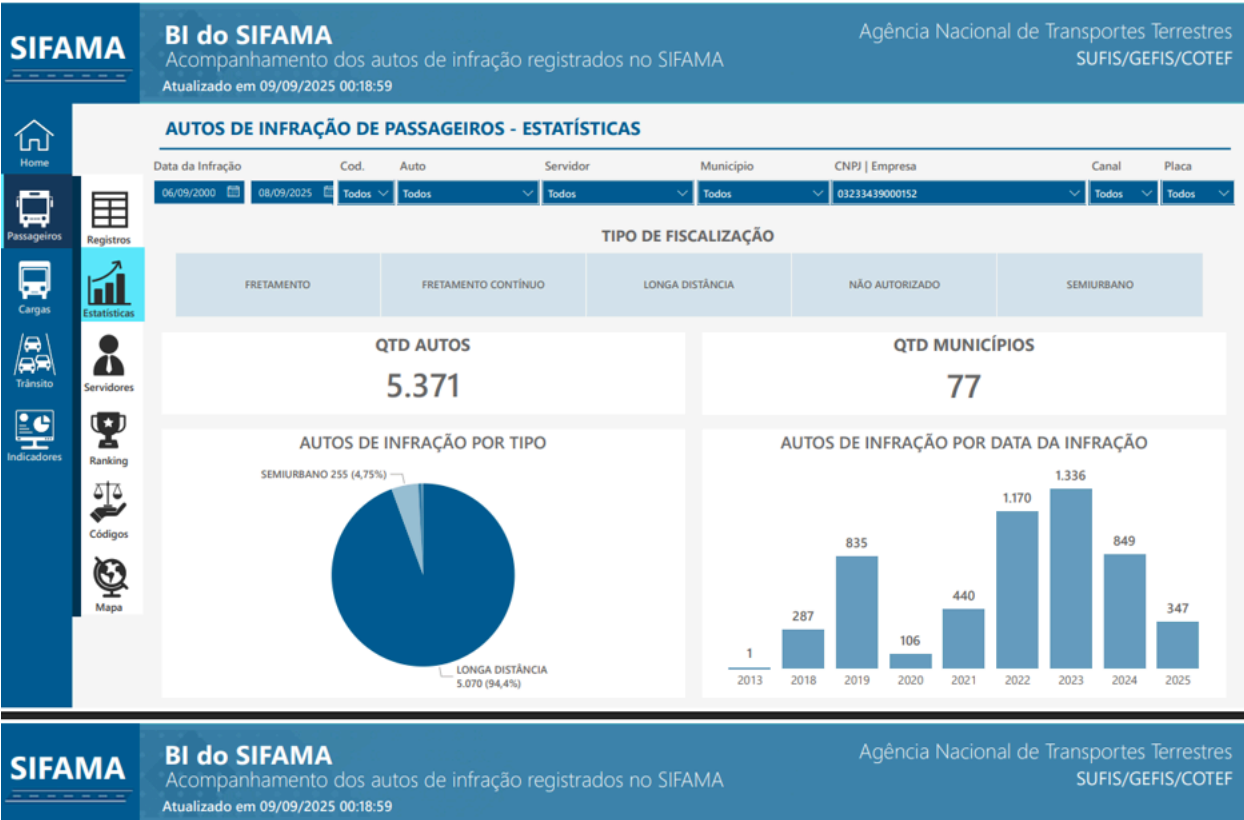 SIFAMA
BI do SIFAMA
Acompanhamento dos autos de infração registrados no SIFAMA
Atualizado em 09/09/2025 00:18:59
Agência Nacional de Transportes Terrestres
SUFIS/GEFIS/COTEF
Home
Passageiros
Cargas
Trânsito
Indicadores
Registros
Estatísticas
Servidores
Ranking
Códigos
Mapa
AUTOS DE INFRAÇÃO DE PASSAGEIROS - ESTATÍSTICAS
Data da Infração Cod. Auto Servidor Municipio CNPJ | Empresa Canal Placa
06/09/2000 08/09/2025 Todos Todos Todos Todos 03233439000152 Todos Todos
TIPO DE FISCALIZAÇÃO
FRETAMENTO FRETAMENTO CONTÍNUO LONGA DISTÂNCIA NÃO AUTORIZADO SEMIURBANO
QTD AUTOS
5.371
QTD MUNICÍPIOS
77
AUTOS DE INFRAÇÃO POR TIPO
SEMIURBANO 255 (4,75%)
LONGA DISTÂNCIA
5.070 (94,4%)
AUTOS DE INFRAÇÃO POR DATA DA INFRAÇÃO
1 287 835 106 440 1.170 1.336 849 347
2013 2018 2019 2020 2021 2022 2023 2024 2025
SIFAMA
BI do SIFAMA
Acompanhamento dos autos de infração registrados no SIFAMA
Atualizado em 09/09/2025 00:18:59
Agência Nacional de Transportes Terrestres
SUFIS/GEFIS/COTEF